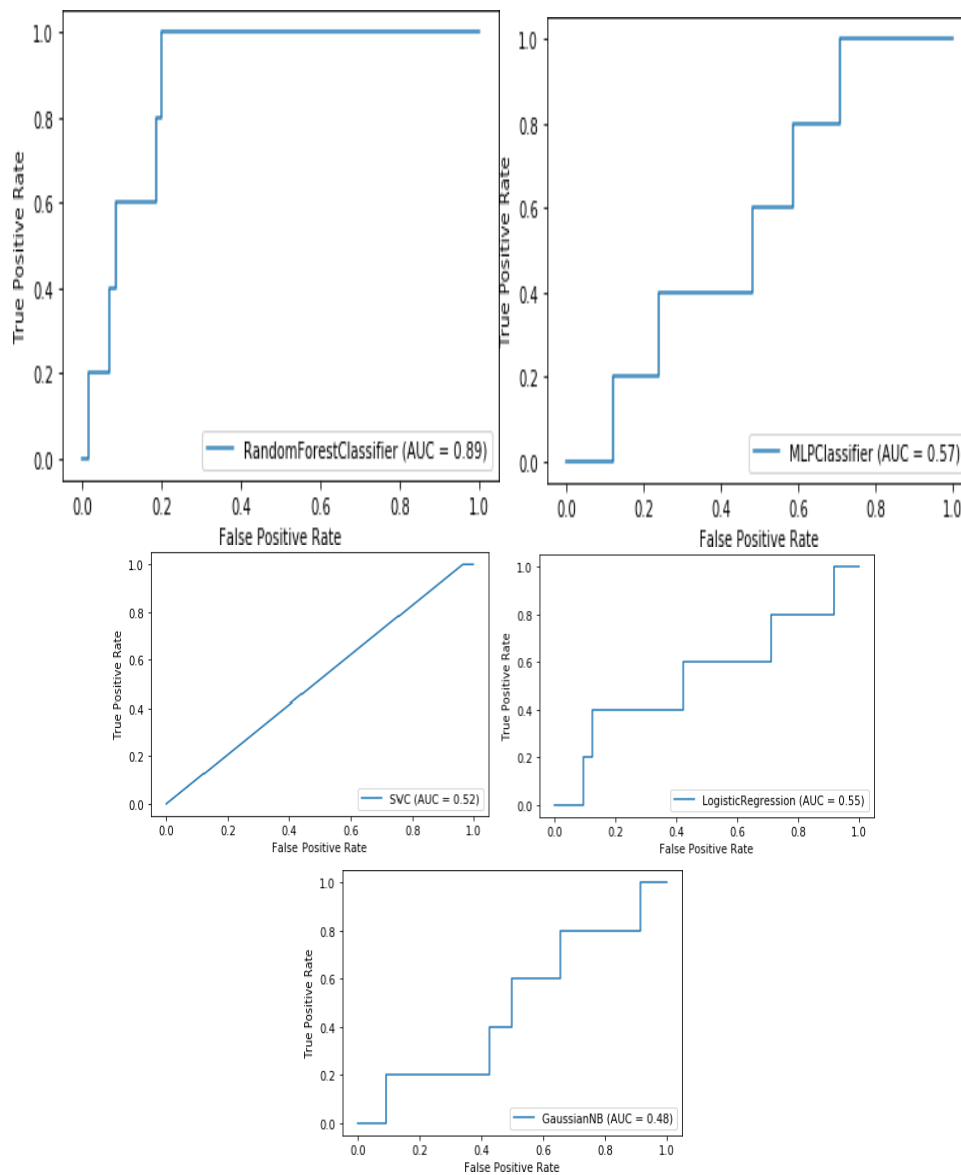 True Positive Rate
1.0
0.8
0.6
0.4
0.2
0.0
RandomForestClassifier (AUC = 0.89)
0.0 0.2 0.4 0.6 0.8 1.0
False Positive Rate
True Positive Rate
1.0
0.8
0.6
0.4
0.2
0.0
MLPClassifier (AUC = 0.57)
0.0 0.2 0.4 0.6 0.8 1.0
False Positive Rate
True Positive Rate
1.0
0.8
0.6
0.4
0.2
0.0
SVC (AUC = 0.52)
0.0 0.2 0.4 0.6 0.8 1.0
False Positive Rate
True Positive Rate
1.0
0.8
0.6
0.4
0.2
0.0
LogisticRegression (AUC = 0.55)
0.0 0.2 0.4 0.6 0.8 1.0
False Positive Rate
True Positive Rate
1.0
0.8
0.6
0.4
0.2
0.0
GaussianNB (AUC = 0.48)
0.0 0.2 0.4 0.6 0.8 1.0
False Positive Rate